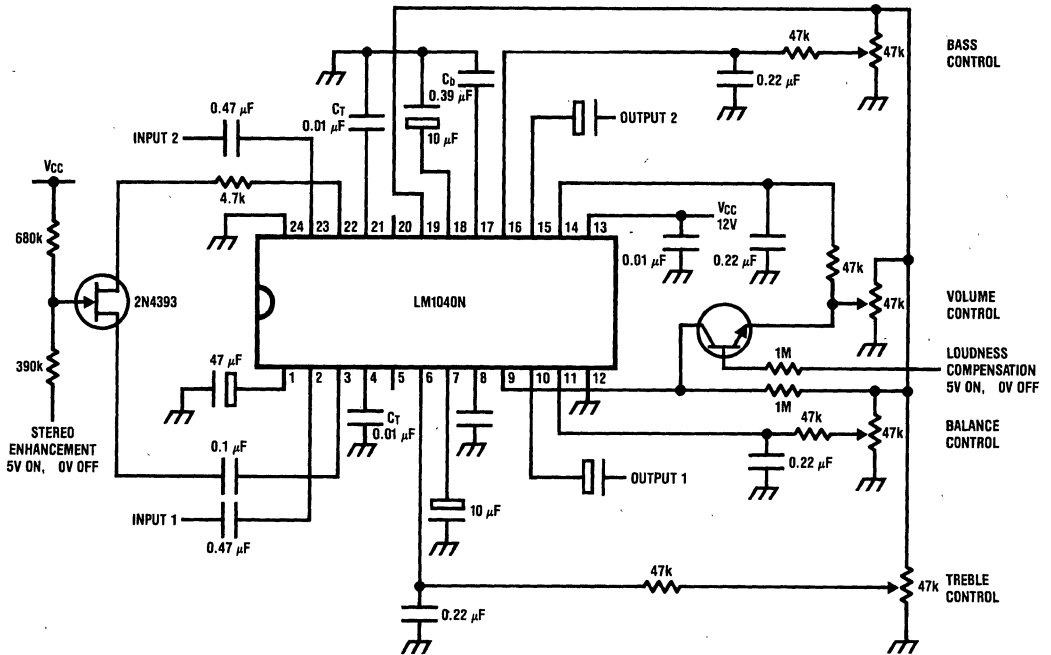 47k
47k
BASS
CONTROL
0.22 µF
Cb
0.39 µF
CT
0.01 µF
10 µF
0.47 µF
INPUT 2
OUTPUT 2
VCC
4.7k
680k
2N4393
390k
STEREO
ENHANCEMENT
5V ON, 0V OFF
24 23 22 21 20 19 18 17 16 15 14 13
LM1040N
1 2 3 4 5 6 7 8 9 10 11 12
VCC
12V
0.01 µF
0.22 µF
47k
47k
VOLUME
CONTROL
1M
LOUDNESS
COMPENSATION
5V ON, 0V OFF
1M
47k
47k
BALANCE
CONTROL
0.22 µF
47 µF
CT
0.01 µF
0.1 µF
INPUT 1
0.47 µF
10 µF
OUTPUT 1
47k
47k
TREBLE
CONTROL
0.22 µF